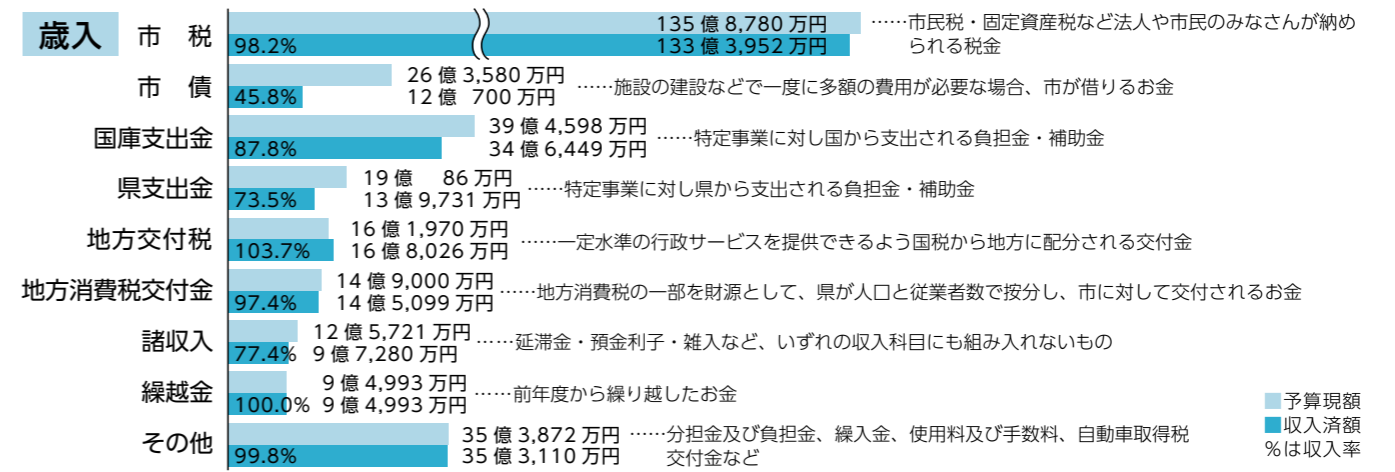 歳入
市　税
98.2%
135億8,780万円
133億3,952万円
……市民税・固定資産税など法人や市民のみなさんが納め
られる税金
市　債
45.8%
26億3,580万円
12億　700万円
……施設の建設などで一度に多額の費用が必要な場合、市が借りるお金
国庫支出金
87.8%
39億4,598万円
34億6,449万円
……特定事業に対し国から支出される負担金・補助金
県支出金
73.5%
19億　86万円
13億9,731万円
……特定事業に対し県から支出される負担金・補助金
地方交付税
103.7%
16億1,970万円
16億8,026万円
……一定水準の行政サービスを提供できるよう国税から地方に配分される交付金
地方消費税交付金
97.4%
14億9,000万円
14億5,099万円
……地方消費税の一部を財源として、県が人口と従業者数で按分し、市に対して交付されるお金
諸収入
77.4%
12億5,721万円
9億7,280万円
……延滞金・預金利子・雑入など、いずれの収入科目にも組み入れないもの
繰越金
100.0%
9億4,993万円
9億4,993万円
……前年度から繰り越したお金
その他
99.8%
35億3,872万円
35億3,110万円
……分担金及び負担金、繰入金、使用料及び手数料、自動車取得税
交付金など
予算現額
収入済額
%は収入率